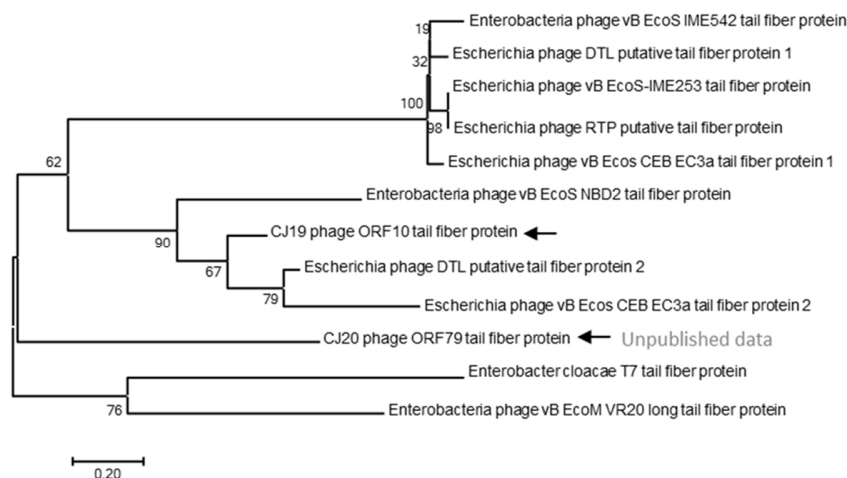 Enterobacteria phage vB EcoS IME542 tail fiber protein
19
Escherichia phage DTL putative tail fiber protein 1
32
Escherichia phage vB EcoS-IME253 tail fiber protein
100
98
Escherichia phage RTP putative tail fiber protein
Escherichia phage vB Ecos CEB EC3a tail fiber protein 1
62
Enterobacteria phage vB EcoS NBD2 tail fiber protein
90
CJ19 phage ORF10 tail fiber protein
67
Escherichia phage DTL putative tail fiber protein 2
79
Escherichia phage vB Ecos CEB EC3a tail fiber protein 2
CJ20 phage ORF79 tail fiber protein Unpublished data
Enterobacter cloacae T7 tail fiber protein
76
Enterobacteria phage vB EcoM VR20 long tail fiber protein
0.20